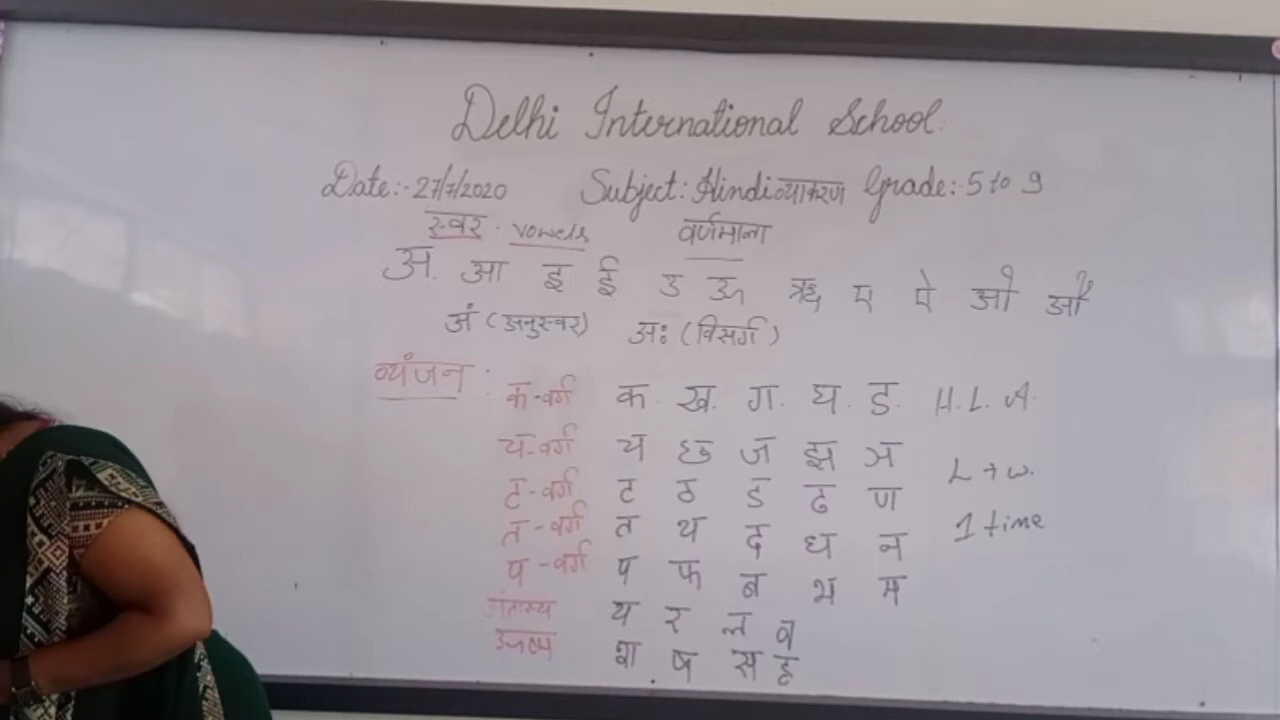 Delhi International School.
Date:- 27/7/2020 Subject: Hindi व्याकरण Grade:- 5 to 9
स्वर - vowels वर्णमाला
अ. आ इ ई उ ऊ ऋ ए ऐ ओ औ
अं (अनुस्वर) अः (विसर्ग)
व्यंजन :
क-वर्ग क. ख. ग. घ. ङ. H. L. A.
च-वर्ग च छ ज झ ञ L → w.
ट-वर्ग ट ठ ड ढ ण
त-वर्ग त थ द ध न 1 time
प-वर्ग प फ ब भ म
अंतःस्थ य र ल व
ऊष्म श ष स ह